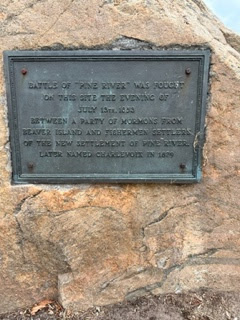 BATTLE OF "PINE RIVER" WAS FOUGHT
ON THIS SITE THE EVENING OF
JULY 13TH, 1853
BETWEEN A PARTY OF MORMONS FROM
BEAVER ISLAND AND FISHERMEN SETTLERS
OF THE NEW SETTLEMENT OF PINE RIVER,
LATER NAMED CHARLEVOIX IN 1879